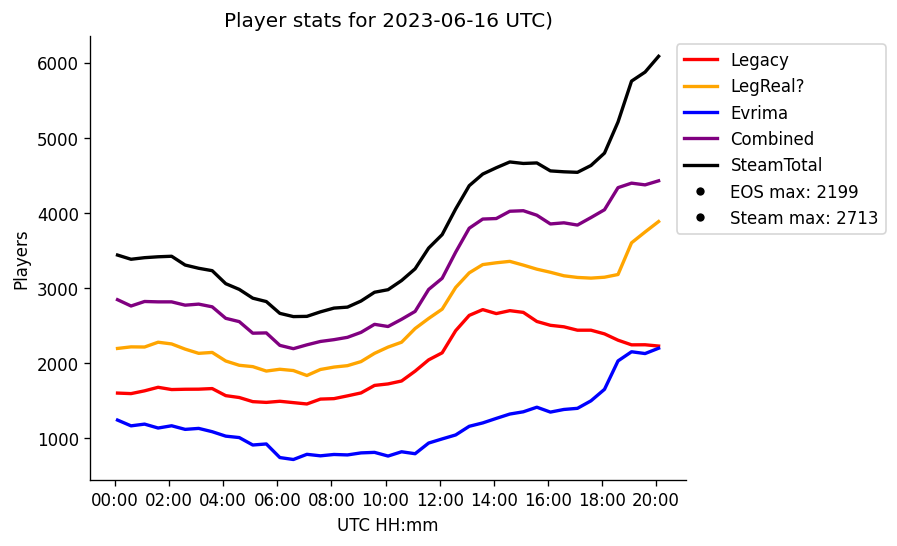 Player stats for 2023-06-16 UTC)
6000
5000
4000
3000
2000
1000
Players
00:00 02:00 04:00 06:00 08:00 10:00 12:00 14:00 16:00 18:00 20:00
UTC HH:mm
Legacy
LegReal?
Evrima
Combined
SteamTotal
EOS max: 2199
Steam max: 2713